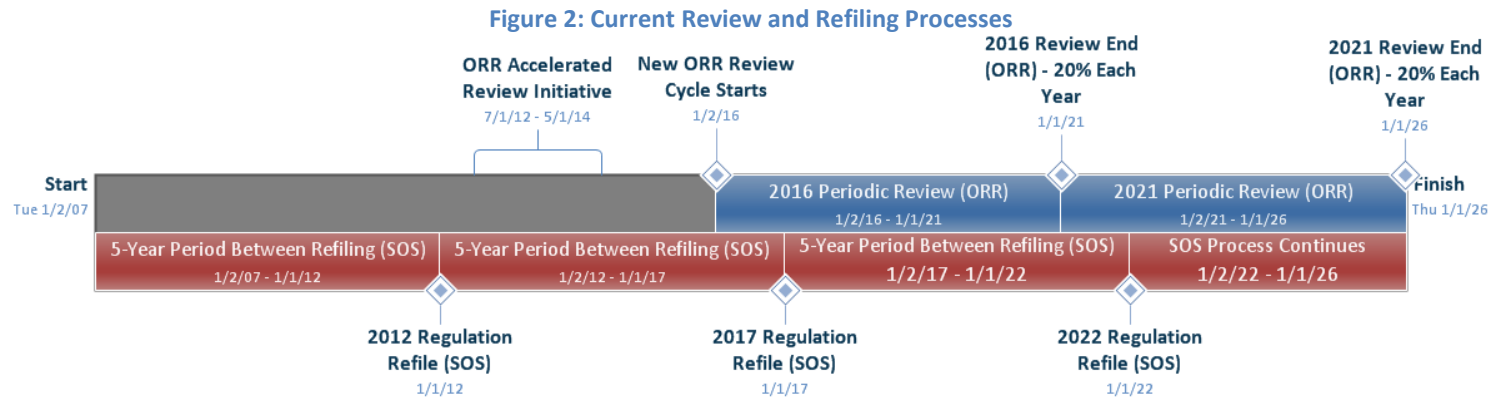 Figure 2: Current Review and Refiling Processes
ORR Accelerated
Review Initiative
7/1/12 - 5/1/14
New ORR Review
Cycle Starts
1/2/16
2016 Review End
(ORR) - 20% Each
Year
1/1/21
2021 Review End
(ORR) - 20% Each
Year
1/1/26
Start
Tue 1/2/07
2016 Periodic Review (ORR)
1/2/16 - 1/1/21
2021 Periodic Review (ORR)
1/2/21 - 1/1/26
Finish
Thu 1/1/26
5-Year Period Between Refiling (SOS)
1/2/07 - 1/1/12
5-Year Period Between Refiling (SOS)
1/2/12 - 1/1/17
5-Year Period Between Refiling (SOS)
1/2/17 - 1/1/22
SOS Process Continues
1/2/22 - 1/1/26
2012 Regulation
Refile (SOS)
1/1/12
2017 Regulation
Refile (SOS)
1/1/17
2022 Regulation
Refile (SOS)
1/1/22